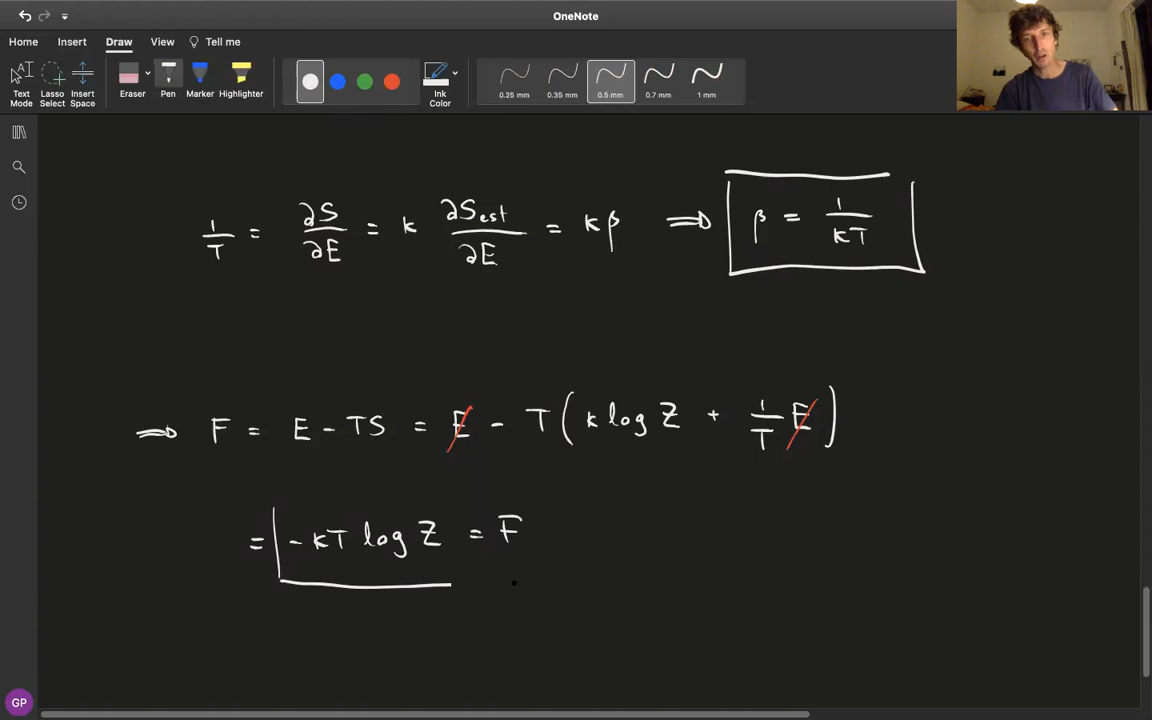 OneNote
Home Insert Draw View Tell me
Text Mode Lasso Select Insert Space Eraser Pen Marker Highlighter Ink Color 0.25 mm 0.35 mm 0.5 mm 0.7 mm 1 mm
1/T = ∂S/∂E = k ∂S_est/∂E = kβ ⇒ β = 1/kT
⇒ F = E - TS = E - T(k log Z + 1/T E)
= -kT log Z = F
GP